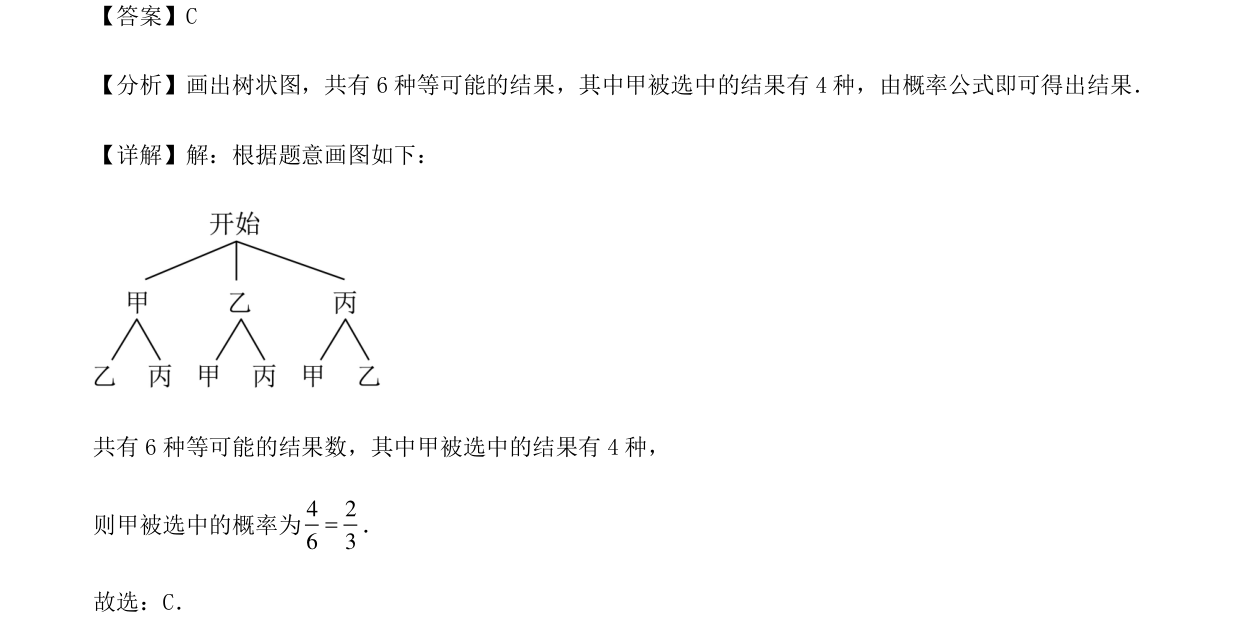 【答案】C
【分析】画出树状图，共有 6 种等可能的结果，其中甲被选中的结果有 4 种，由概率公式即可得出结果．
【详解】解：根据题意画图如下：
开始
甲 乙 丙
乙 丙 甲 丙 甲 乙
共有 6 种等可能的结果数，其中甲被选中的结果有 4 种，
则甲被选中的概率为 4/6 = 2/3．
故选：C．